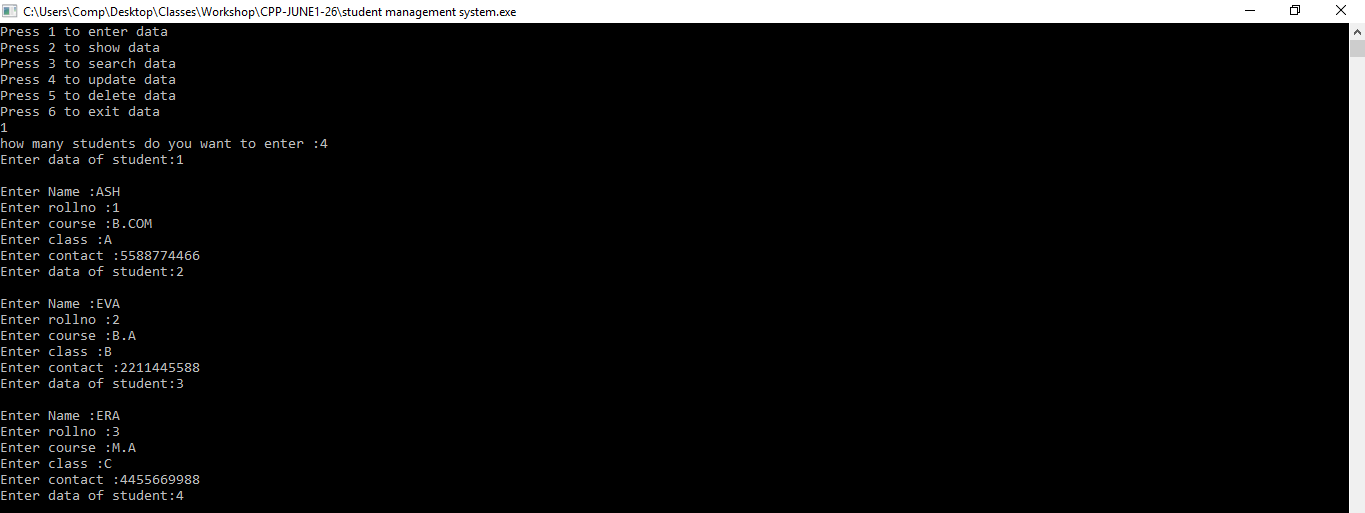 C:\Users\Comp\Desktop\Classes\Workshop\CPP-JUNE1-26\student management system.exe
Press 1 to enter data
Press 2 to show data
Press 3 to search data
Press 4 to update data
Press 5 to delete data
Press 6 to exit data
1
how many students do you want to enter :4
Enter data of student:1
Enter Name :ASH
Enter rollno :1
Enter course :B.COM
Enter class :A
Enter contact :5588774466
Enter data of student:2
Enter Name :EVA
Enter rollno :2
Enter course :B.A
Enter class :B
Enter contact :2211445588
Enter data of student:3
Enter Name :ERA
Enter rollno :3
Enter course :M.A
Enter class :C
Enter contact :4455669988
Enter data of student:4